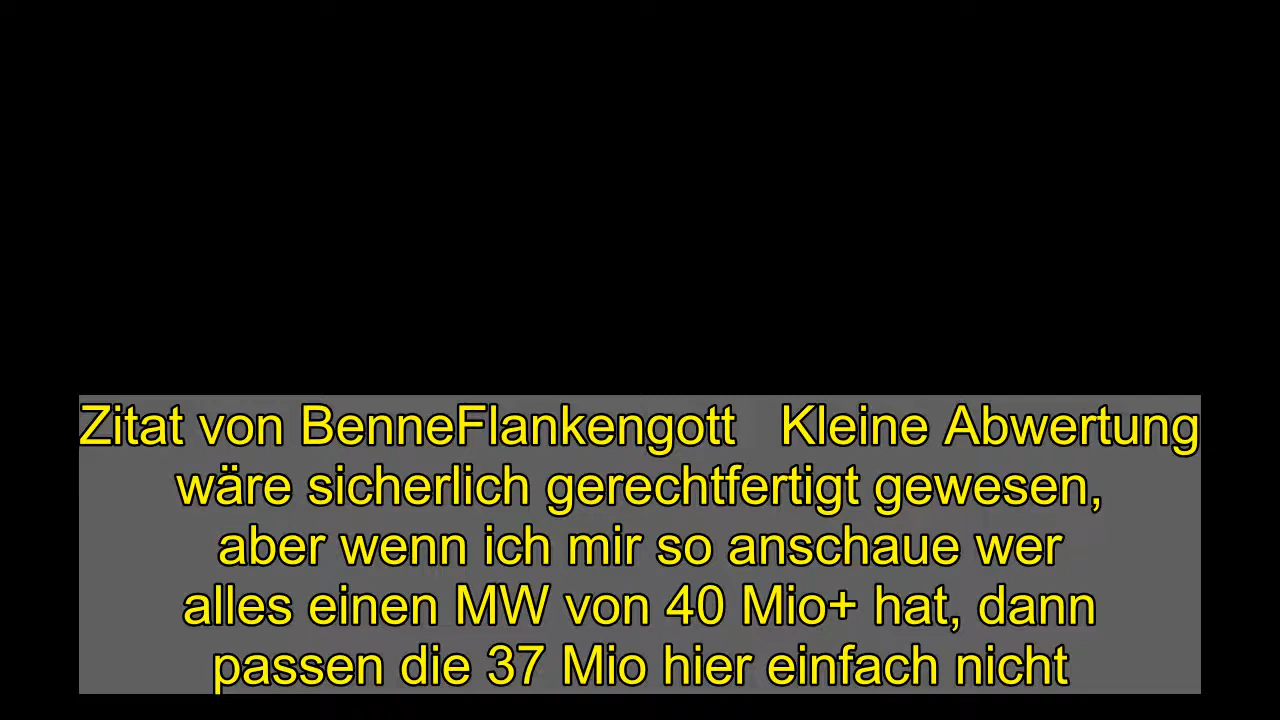 Zitat von BenneFlankengott   Kleine Abwertung
wäre sicherlich gerechtfertigt gewesen,
aber wenn ich mir so anschaue wer
alles einen MW von 40 Mio+ hat, dann
passen die 37 Mio hier einfach nicht